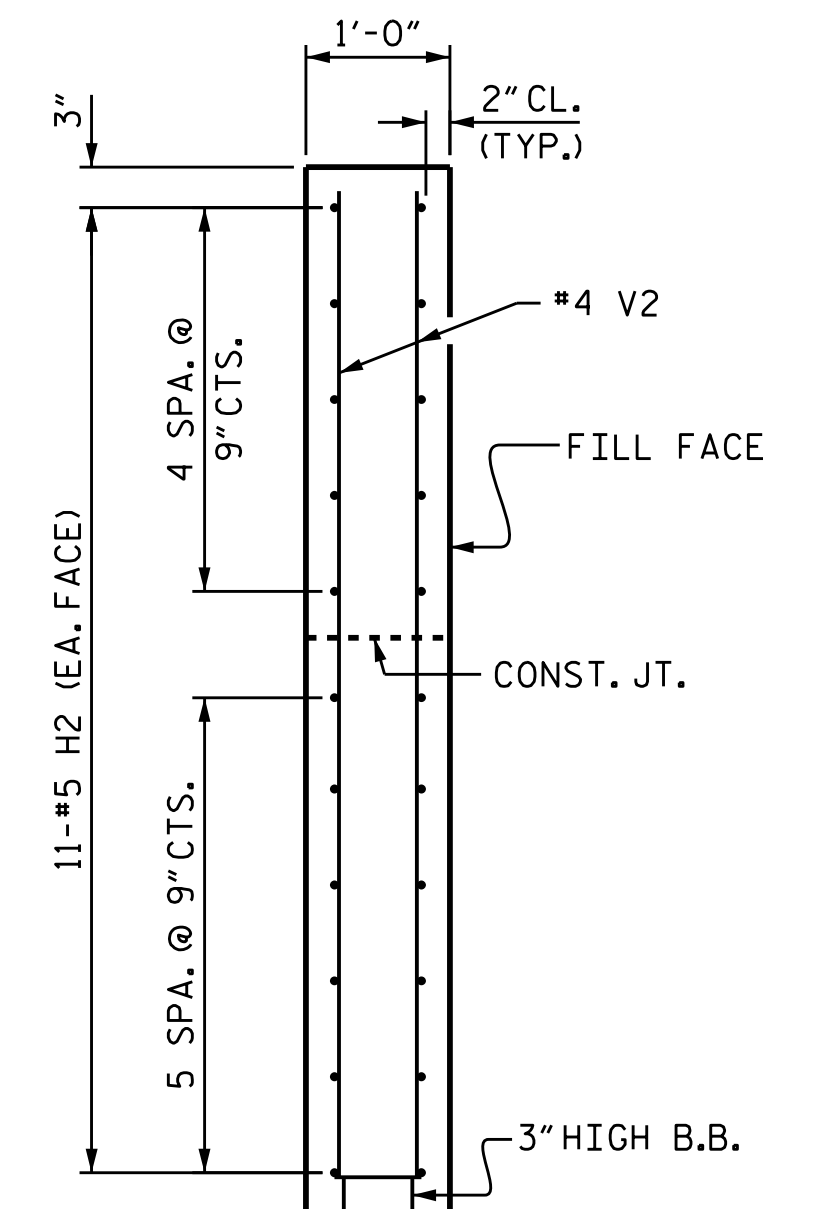 1'-0"
3"
2" CL.
(TYP.)
#4 V2
4 SPA. @
9" CTS.
FILL FACE
11-#5 H2 (EA. FACE)
CONST. JT.
5 SPA. @ 9" CTS.
3" HIGH B.B.